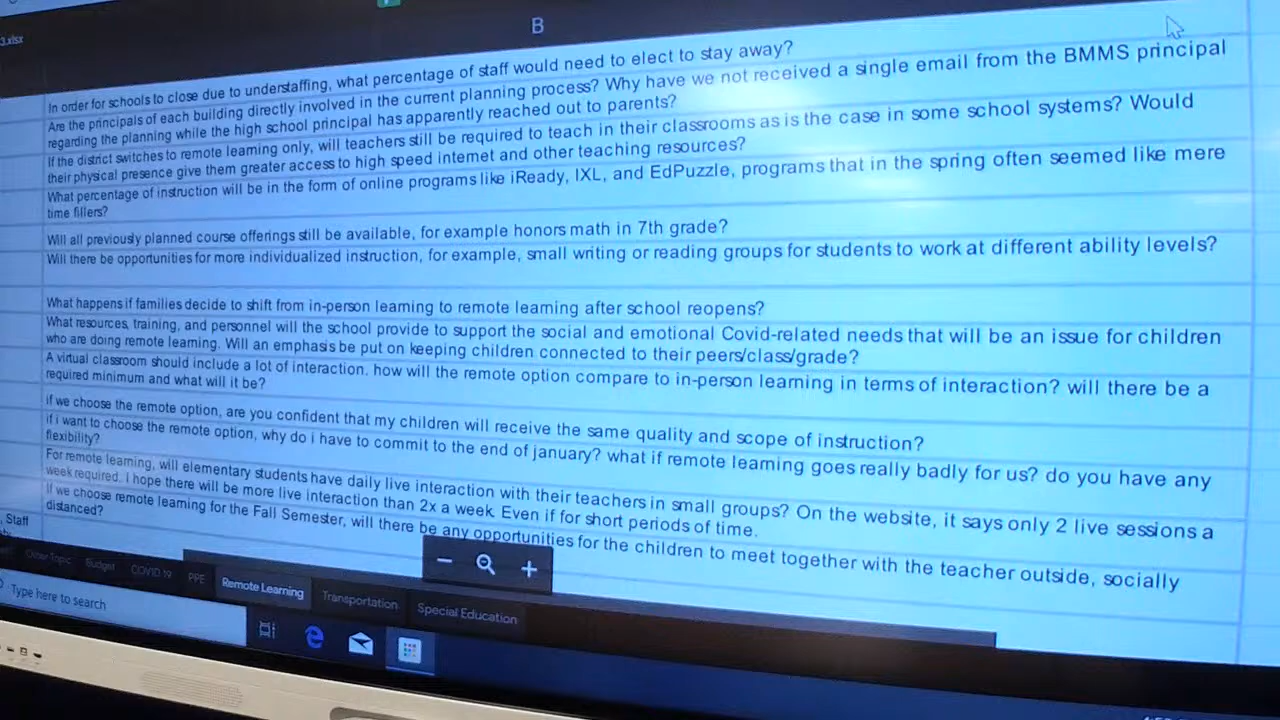 3.xlsx
B
In order for schools to close due to understaffing, what percentage of staff would need to elect to stay away?
Are the principals of each building directly involved in the current planning process? Why have we not received a single email from the BMMS principal
regarding the planning while the high school principal has apparently reached out to parents?
If the district switches to remote learning only, will teachers still be required to teach in their classrooms as is the case in some school systems? Would
their physical presence give them greater access to high speed internet and other teaching resources?
What percentage of instruction will be in the form of online programs like iReady, IXL, and EdPuzzle, programs that in the spring often seemed like mere
time fillers?
Will all previously planned course offerings still be available, for example honors math in 7th grade?
Will there be opportunities for more individualized instruction, for example, small writing or reading groups for students to work at different ability levels?
What happens if families decide to shift from in-person learning to remote learning after school reopens?
What resources, training, and personnel will the school provide to support the social and emotional Covid-related needs that will be an issue for children
who are doing remote learning. Will an emphasis be put on keeping children connected to their peers/class/grade?
A virtual classroom should include a lot of interaction. how will the remote option compare to in-person learning in terms of interaction? will there be a
required minimum and what will it be?
if we choose the remote option, are you confident that my children will receive the same quality and scope of instruction?
if i want to choose the remote option, why do i have to commit to the end of january? what if remote learning goes really badly for us? do you have any
flexibility?
For remote learning, will elementary students have daily live interaction with their teachers in small groups? On the website, it says only 2 live sessions a
week required. I hope there will be more live interaction than 2x a week. Even if for short periods of time.
If we choose remote learning for the Fall Semester, will there be any opportunities for the children to meet together with the teacher outside, socially
distanced?
, Staff
Other Topic Budget COVID 19 PPE Remote Learning Transportation Special Education
Type here to search